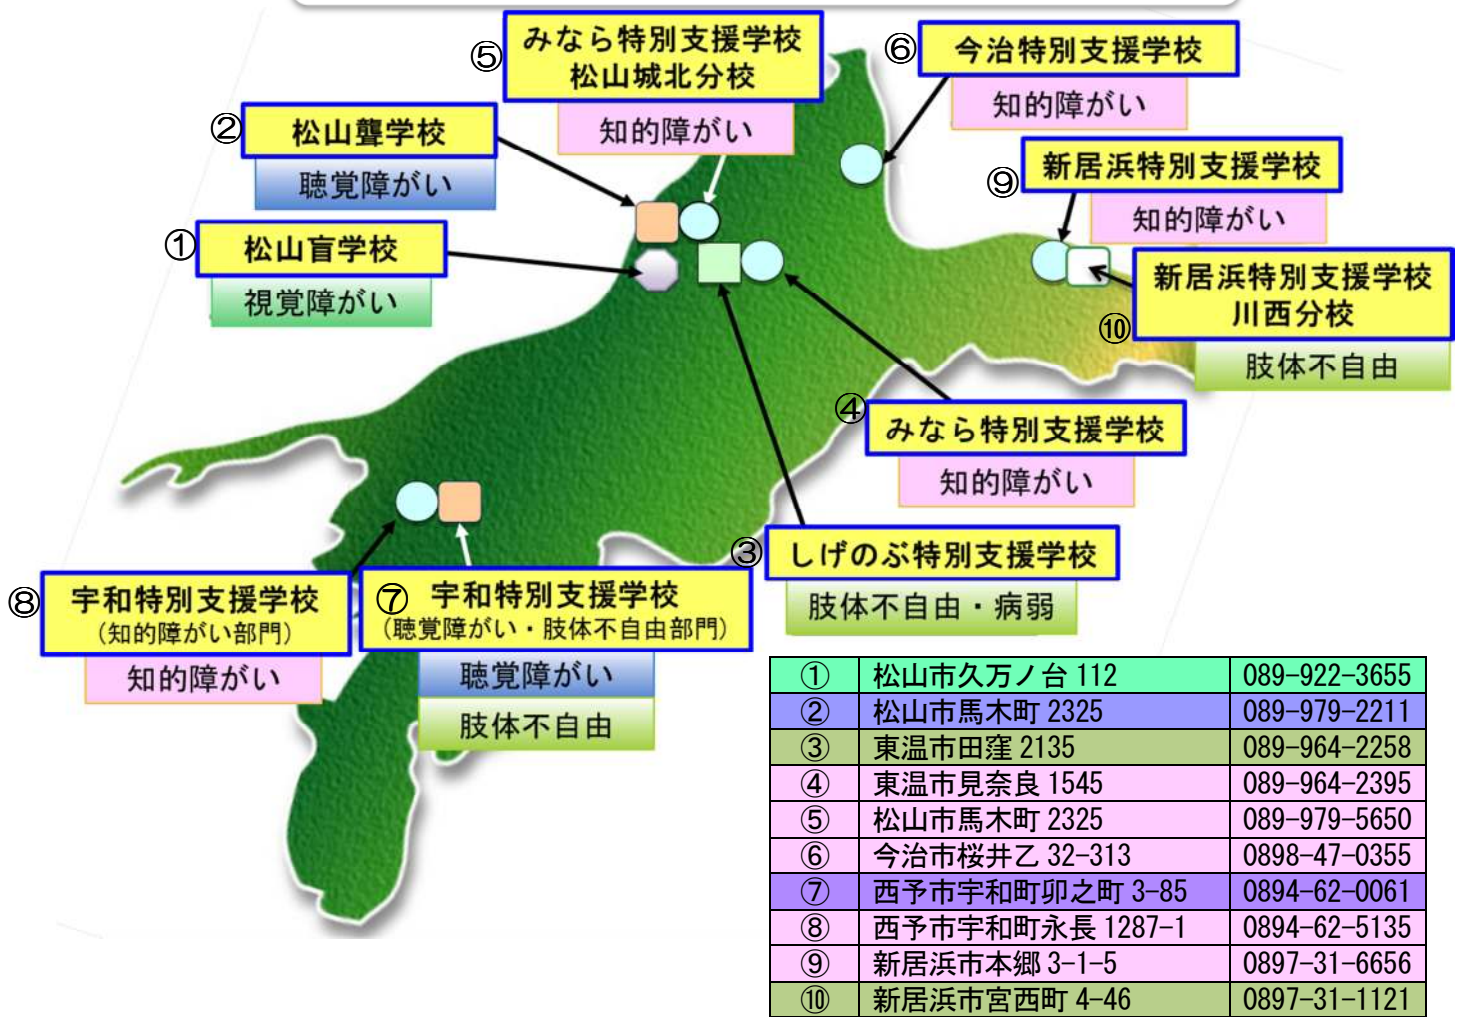 ⑤
みなら特別支援学校
松山城北分校
知的障がい
⑥
今治特別支援学校
知的障がい
②
松山聾学校
聴覚障がい
⑨
新居浜特別支援学校
知的障がい
①
松山盲学校
視覚障がい
⑩
新居浜特別支援学校
川西分校
肢体不自由
④
みなら特別支援学校
知的障がい
③
しげのぶ特別支援学校
肢体不自由・病弱
⑧
宇和特別支援学校
（知的障がい部門）
知的障がい
⑦
宇和特別支援学校
（聴覚障がい・肢体不自由部門）
聴覚障がい
肢体不自由
① 松山市久万ノ台 112 089-922-3655
② 松山市馬木町 2325 089-979-2211
③ 東温市田窪 2135 089-964-2258
④ 東温市見奈良 1545 089-964-2395
⑤ 松山市馬木町 2325 089-979-5650
⑥ 今治市桜井乙 32-313 0898-47-0355
⑦ 西予市宇和町卯之町 3-85 0894-62-0061
⑧ 西予市宇和町永長 1287-1 0894-62-5135
⑨ 新居浜市本郷 3-1-5 0897-31-6656
⑩ 新居浜市宮西町 4-46 0897-31-1121